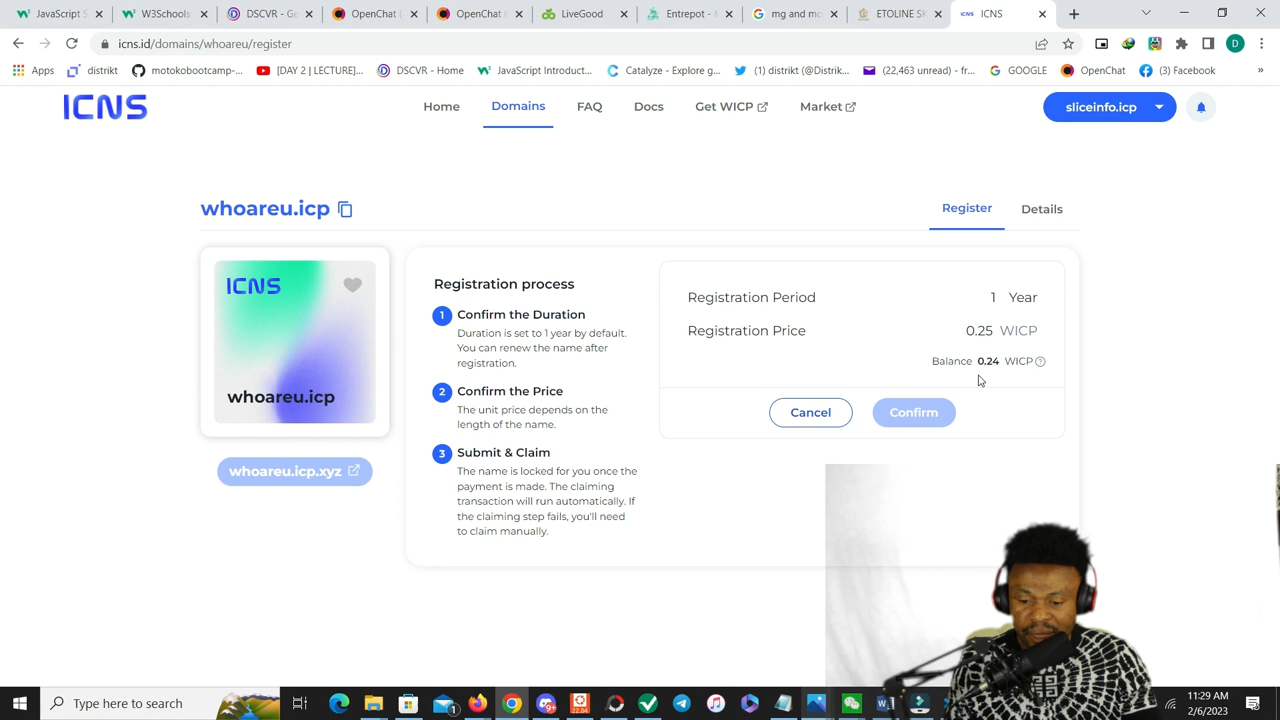 JavaScript S
W3Schools
DSCVR - Ge
OpenChat (
OpenChat (
LiveGood
Entrepot - I
mg and mo
ETOLINE SK
ICNS
icns.id/domains/whoareu/register
D
Apps
distrikt
motokobootcamp-...
[DAY 2 | LECTURE]...
DSCVR - Home
JavaScript Introduct...
Catalyze - Explore g...
(1) distrikt (@Distrik...
(22,463 unread) - fr...
GOOGLE
OpenChat
(3) Facebook
»
ICNS
Home
Domains
FAQ
Docs
Get WICP
Market
sliceinfo.icp
whoareu.icp
Register
Details
ICNS
whoareu.icp
whoareu.icp.xyz
Registration process
1 Confirm the Duration
Duration is set to 1 year by default.
You can renew the name after
registration.
2 Confirm the Price
The unit price depends on the
length of the name.
3 Submit & Claim
The name is locked for you once the
payment is made. The claiming
transaction will run automatically. If
the claiming step fails, you'll need
to claim manually.
Registration Period 1 Year
Registration Price 0.25 WICP
Balance 0.24 WICP ?
Cancel
Confirm
Type here to search
11:29 AM
2/6/2023